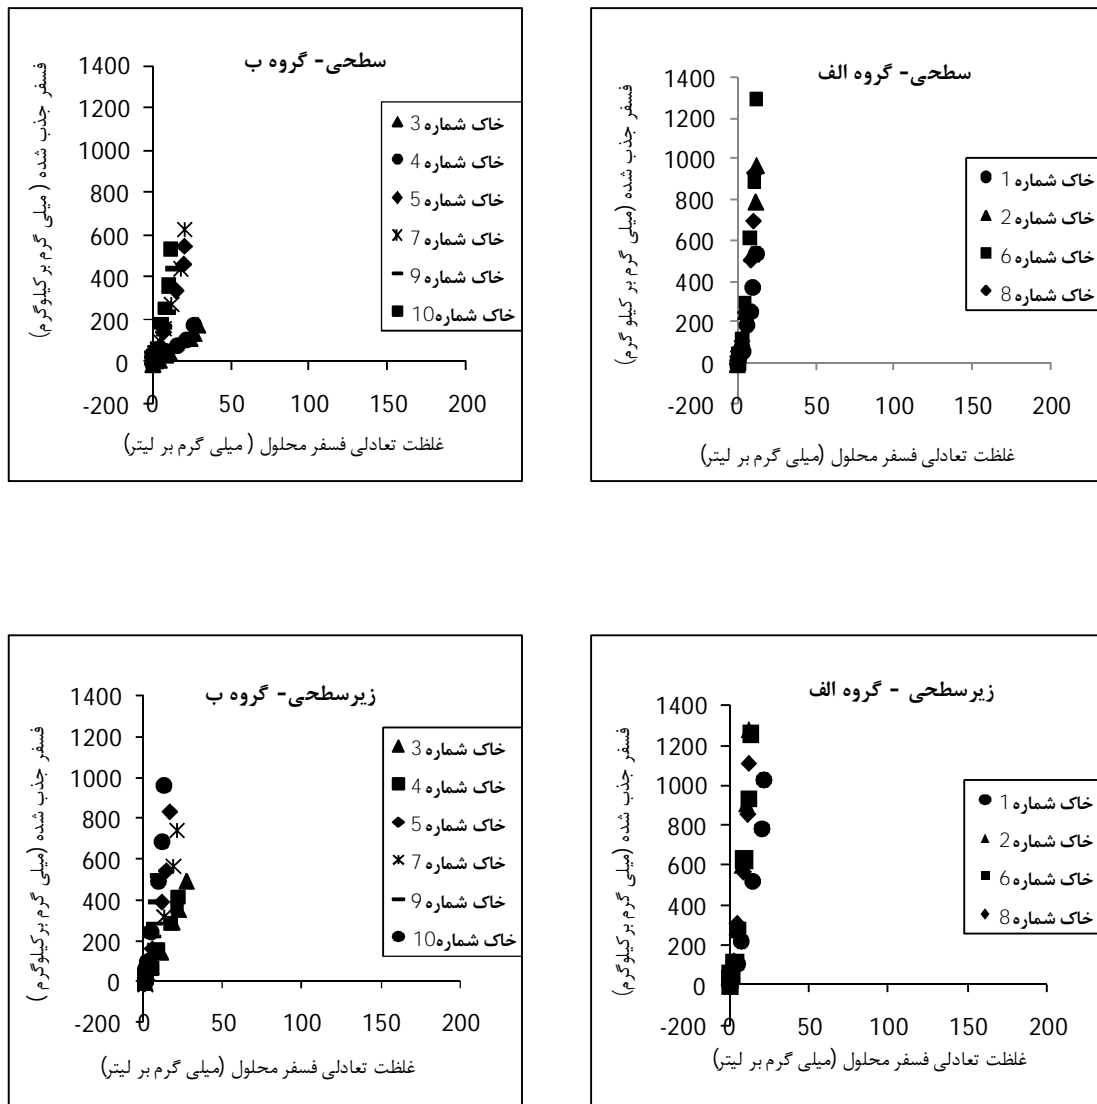 سطحی- گروه ب
فسفر جذب شده ( میلی گرم بر کیلوگرم)
1400
1200
1000
800
600
400
200
0
-200
0 50 100 150 200
غلظت تعادلی فسفر محلول ( میلی گرم بر لیتر)
خاک شماره 3
خاک شماره 4
خاک شماره 5
خاک شماره 7
خاک شماره 9
خاک شماره 10
سطحی- گروه الف
فسفر جذب شده (میلی گرم بر کیلو گرم)
1400
1200
1000
800
600
400
200
0
-200
0 50 100 150 200
غلظت تعادلی فسفر محلول (میلی گرم بر لیتر)
خاک شماره 1
خاک شماره 2
خاک شماره 6
خاک شماره 8
زیرسطحی- گروه ب
فسفر جذب شده (میلی گرم برکیلوگرم )
1400
1200
1000
800
600
400
200
0
-200
0 50 100 150 200
غلظت تعادلی فسفر محلول (میلی گرم بر لیتر)
خاک شماره 3
خاک شماره 4
خاک شماره 5
خاک شماره 7
خاک شماره 9
خاک شماره 10
زیرسطحی - گروه الف
فسفر جذب شده (میلی گرم برکیلوگرم)
1400
1200
1000
800
600
400
200
0
-200
0 50 100 150 200
غلظت تعادلی فسفر محلول (میلی گرم بر لیتر)
خاک شماره 1
خاک شماره 2
خاک شماره 6
خاک شماره 8